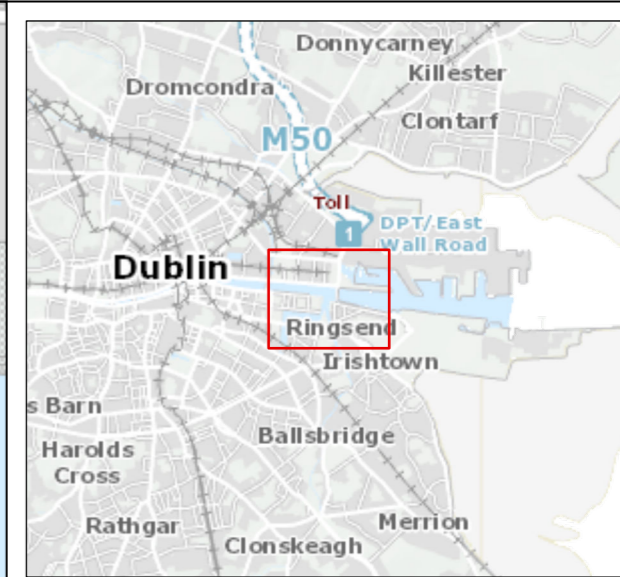 Donnycarney
Killester
Dromcondra
Clontarf
M50
Toll
1
DPT/East
Wall Road
Dublin
Ringsend
Irishtown
s Barn
Ballsbridge
Harolds
Cross
Rathgar
Merrion
Clonskeagh